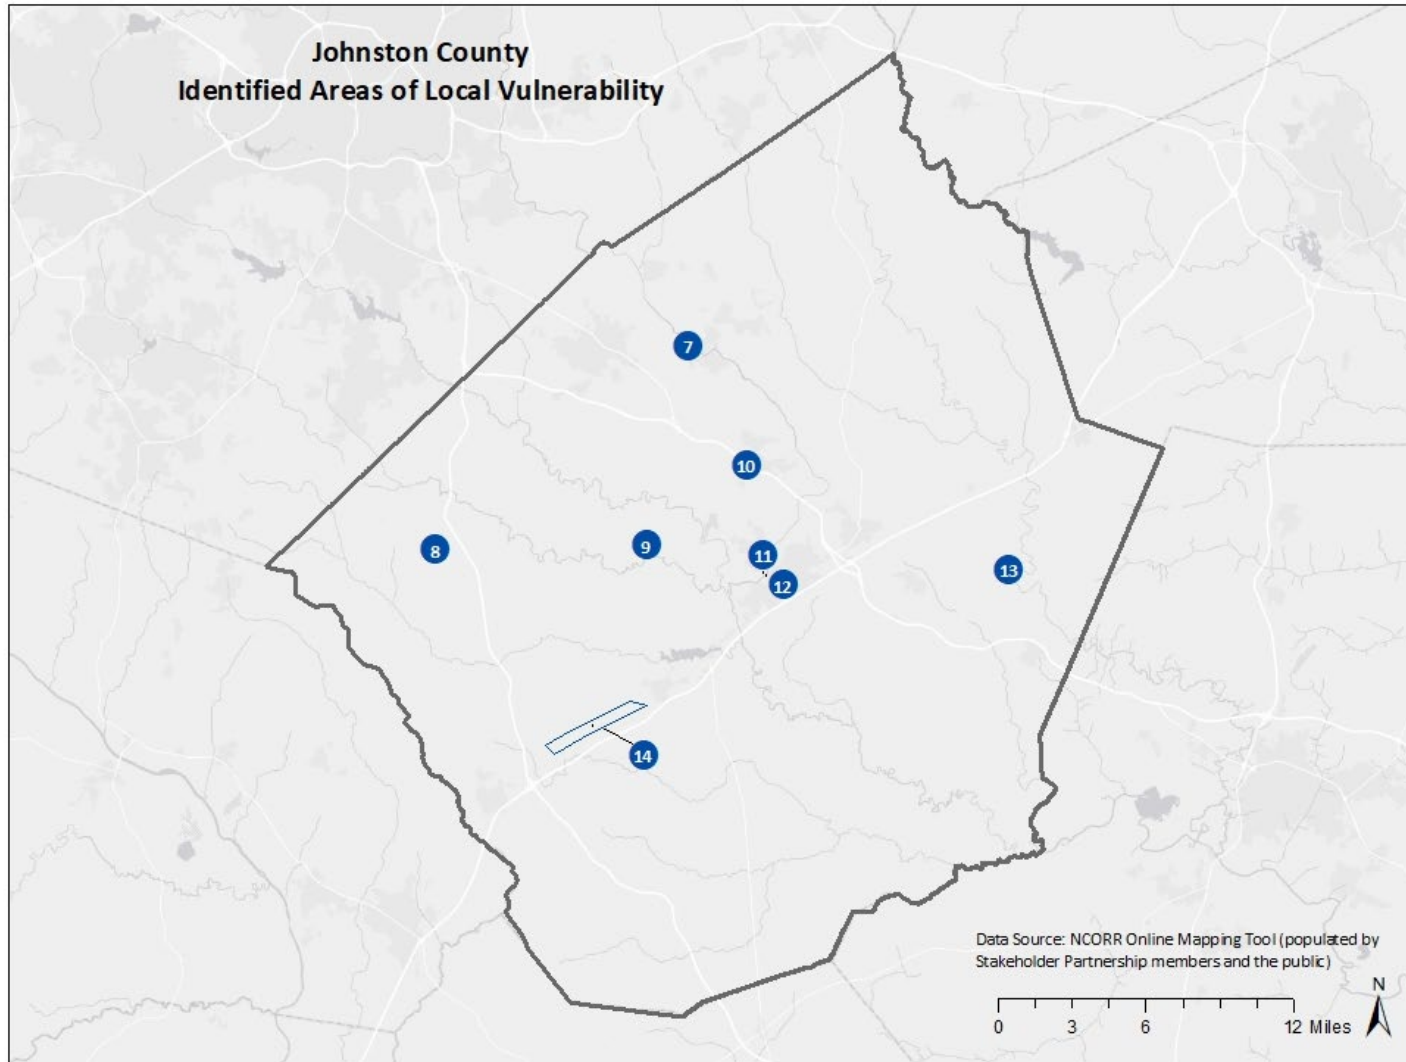 Johnston County
Identified Areas of Local Vulnerability
7
10
8
9
11
12
13
14
Data Source: NCORR Online Mapping Tool (populated by
Stakeholder Partnership members and the public)
N
0 3 6 12 Miles